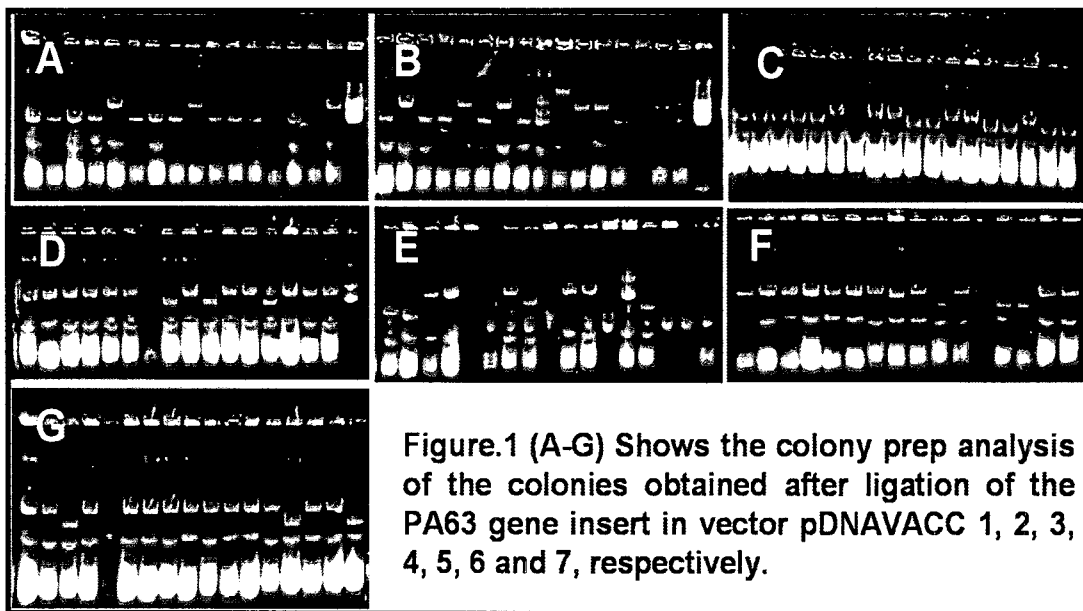 A
B
C
D
E
F
G
Figure.1 (A-G) Shows the colony prep analysis
of the colonies obtained after ligation of the
PA63 gene insert in vector pDNAVACC 1, 2, 3,
4, 5, 6 and 7, respectively.